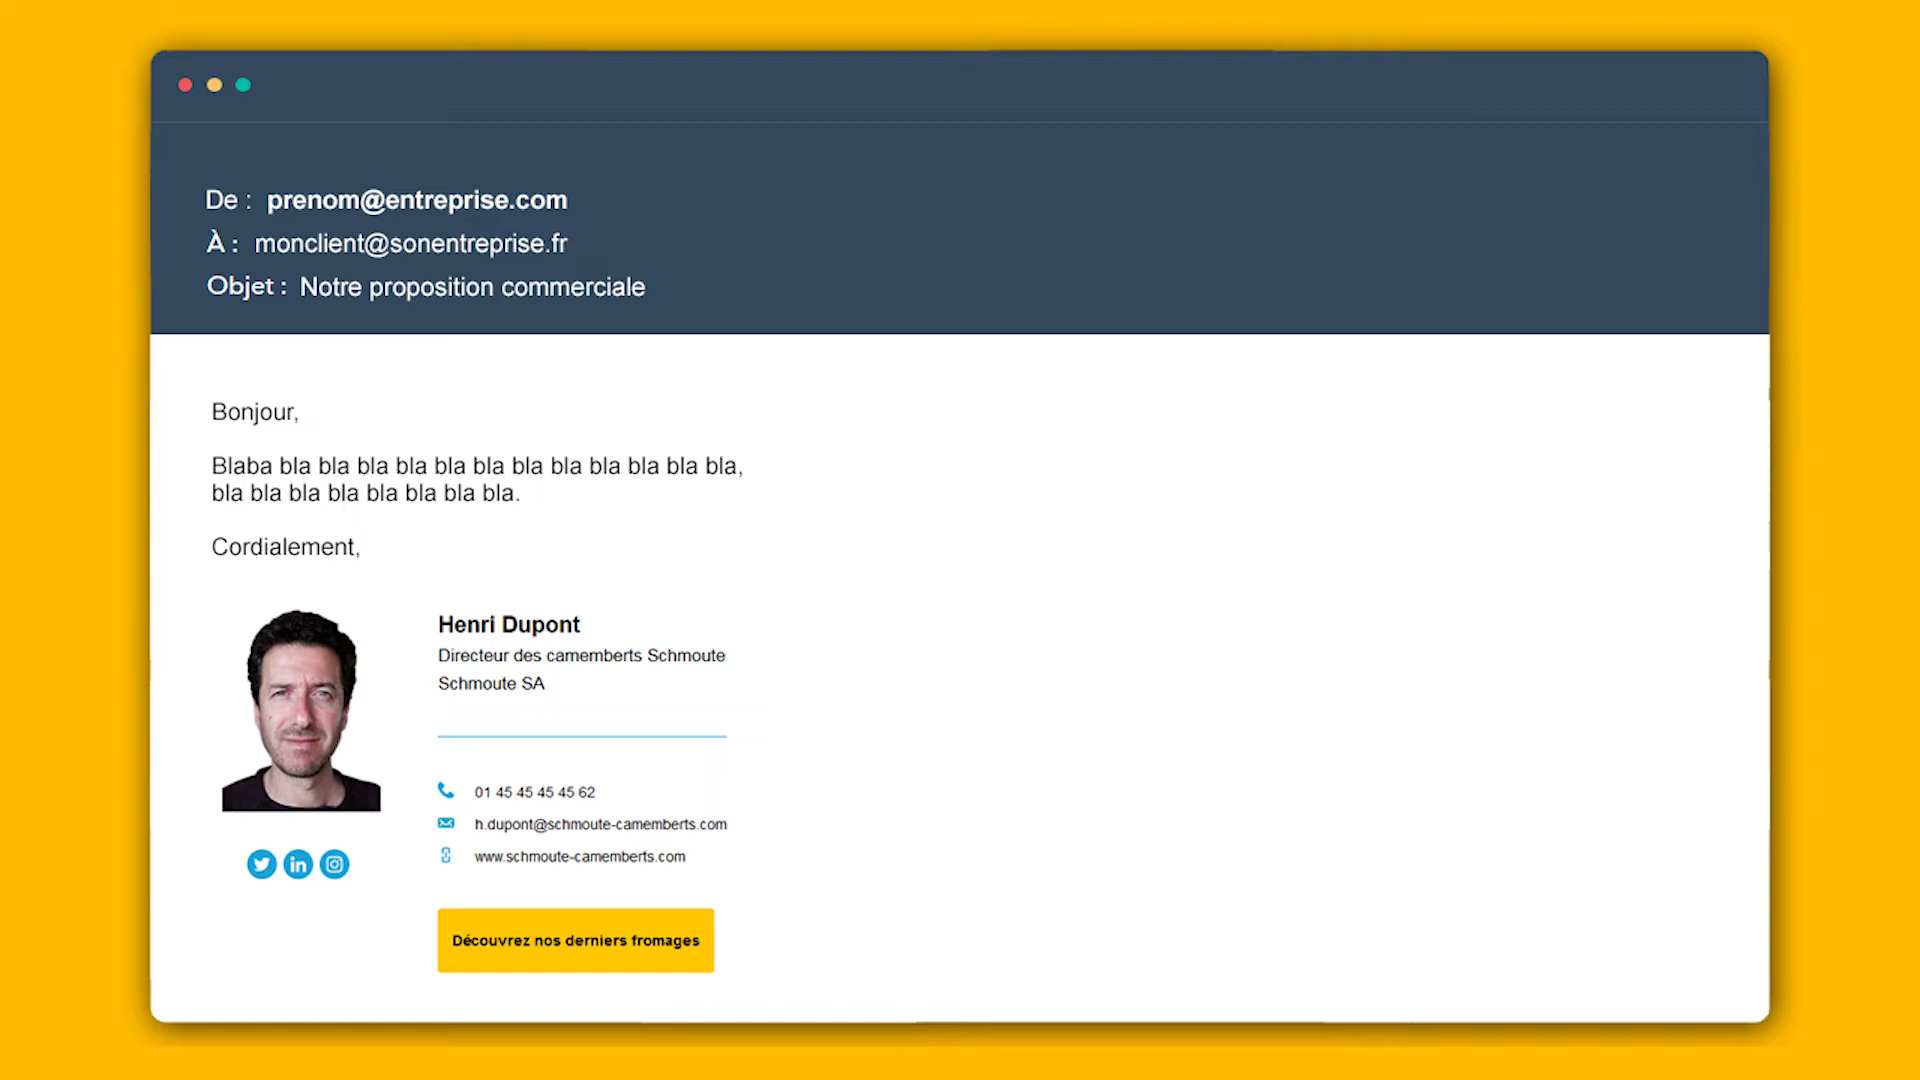 De : prenom@entreprise.com
À : monclient@sonentreprise.fr
Objet : Notre proposition commerciale
Bonjour,
Blaba bla bla bla bla bla bla bla bla bla bla bla bla,
bla bla bla bla bla bla bla bla.
Cordialement,
Henri Dupont
Directeur des camemberts Schmoute
Schmoute SA
01 45 45 45 45 62
h.dupont@schmoute-camemberts.com
www.schmoute-camemberts.com
in
Découvrez nos derniers fromages